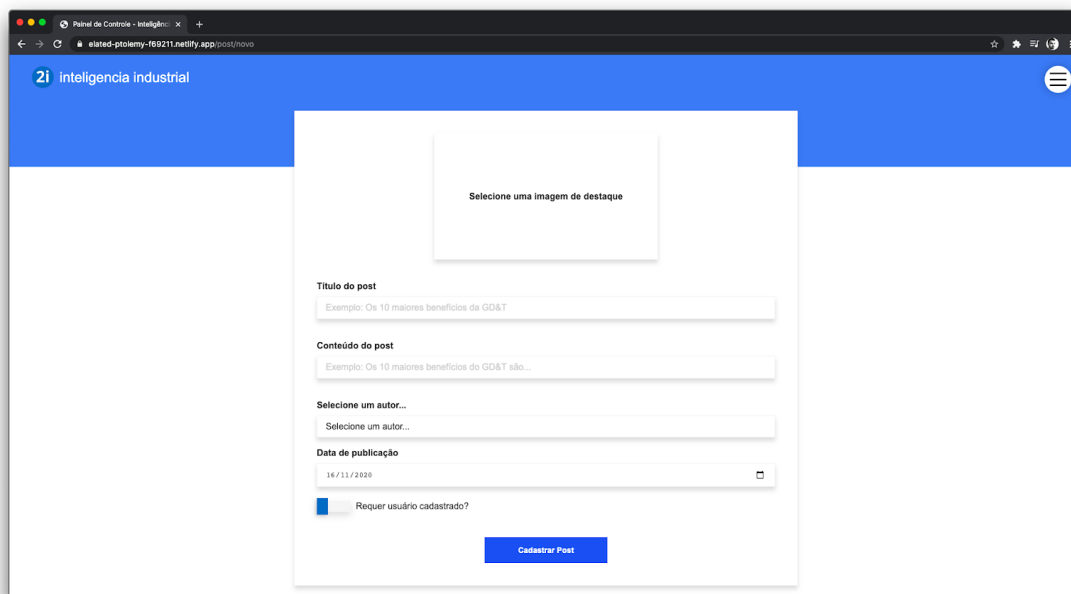 Painel de Controle - Inteligênc
elated-ptolemy-f69211.netlify.app/post/novo
2i inteligencia industrial
Selecione uma imagem de destaque
Título do post
Exemplo: Os 10 maiores benefícios da GD&T
Conteúdo do post
Exemplo: Os 10 maiores benefícios do GD&T são...
Selecione um autor...
Selecione um autor...
Data de publicação
16/11/2020
Requer usuário cadastrado?
Cadastrar Post